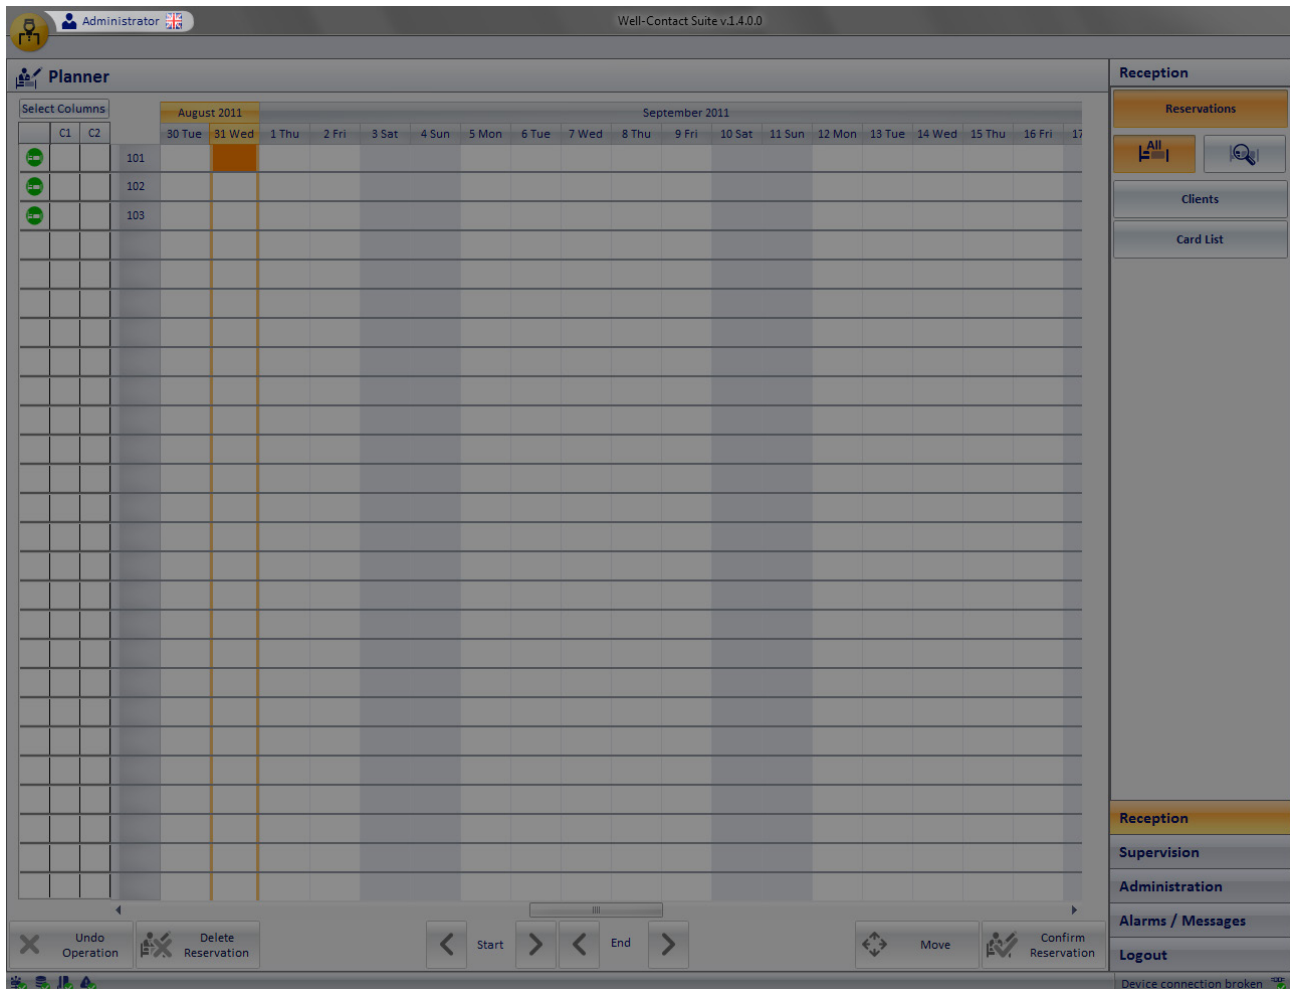 Administrator
Well-Contact Suite v.1.4.0.0
Planner
Reception
Select Columns
August 2011
September 2011
Reservations
C1 C2
30 Tue 31 Wed 1 Thu 2 Fri 3 Sat 4 Sun 5 Mon 6 Tue 7 Wed 8 Thu 9 Fri 10 Sat 11 Sun 12 Mon 13 Tue 14 Wed 15 Thu 16 Fri 17
All
101
102
103
Clients
Card List
Reception
Supervision
Administration
Alarms / Messages
Logout
Undo
Operation
Delete
Reservation
Start
End
Move
Confirm
Reservation
Device connection broken